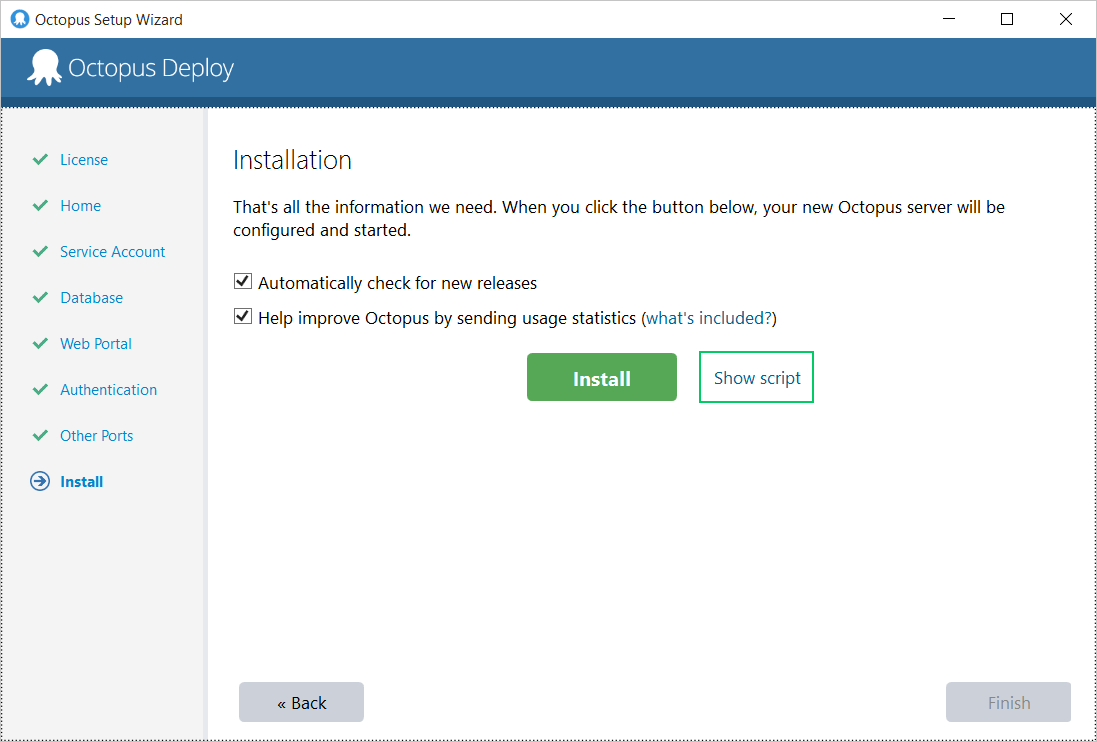 Octopus Setup Wizard
Octopus Deploy
License
Home
Service Account
Database
Web Portal
Authentication
Other Ports
Install
Installation
That's all the information we need. When you click the button below, your new Octopus server will be
configured and started.
Automatically check for new releases
Help improve Octopus by sending usage statistics (what's included?)
Install
Show script
« Back
Finish